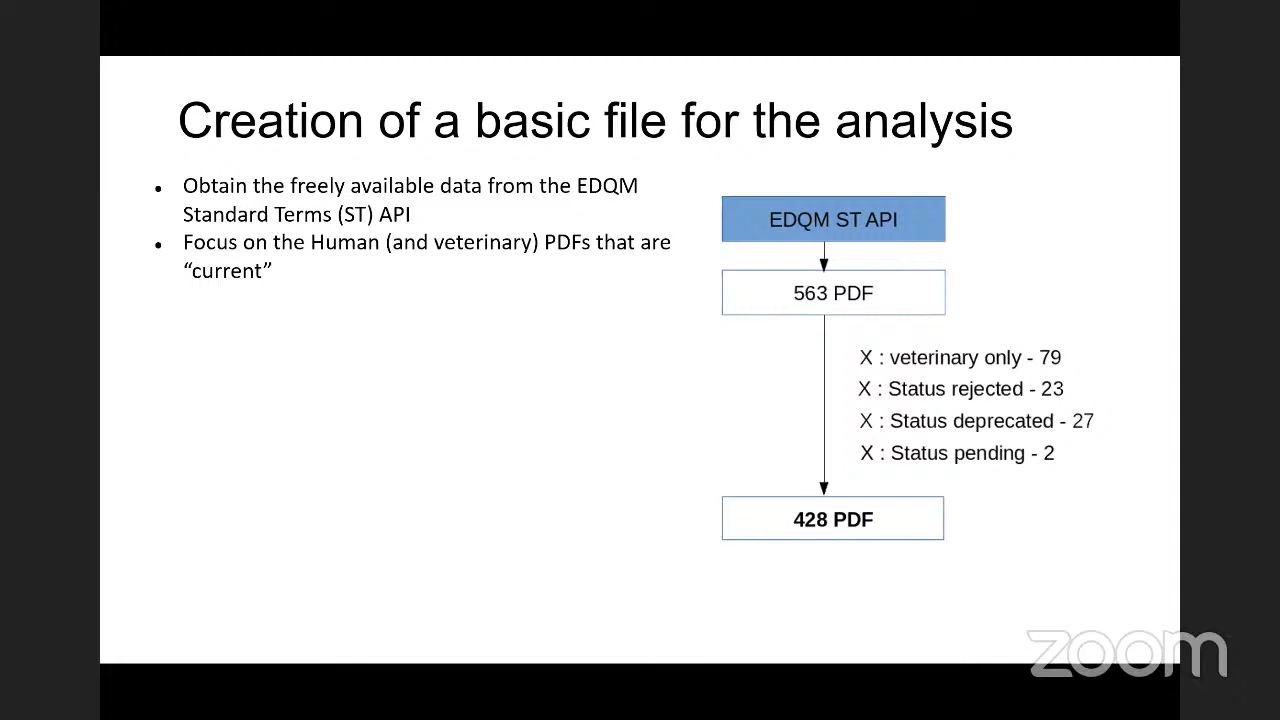 Creation of a basic file for the analysis
• Obtain the freely available data from the EDQM
Standard Terms (ST) API
• Focus on the Human (and veterinary) PDFs that are
“current”
EDQM ST API
563 PDF
X : veterinary only - 79
X : Status rejected - 23
X : Status deprecated - 27
X : Status pending - 2
428 PDF
zoom